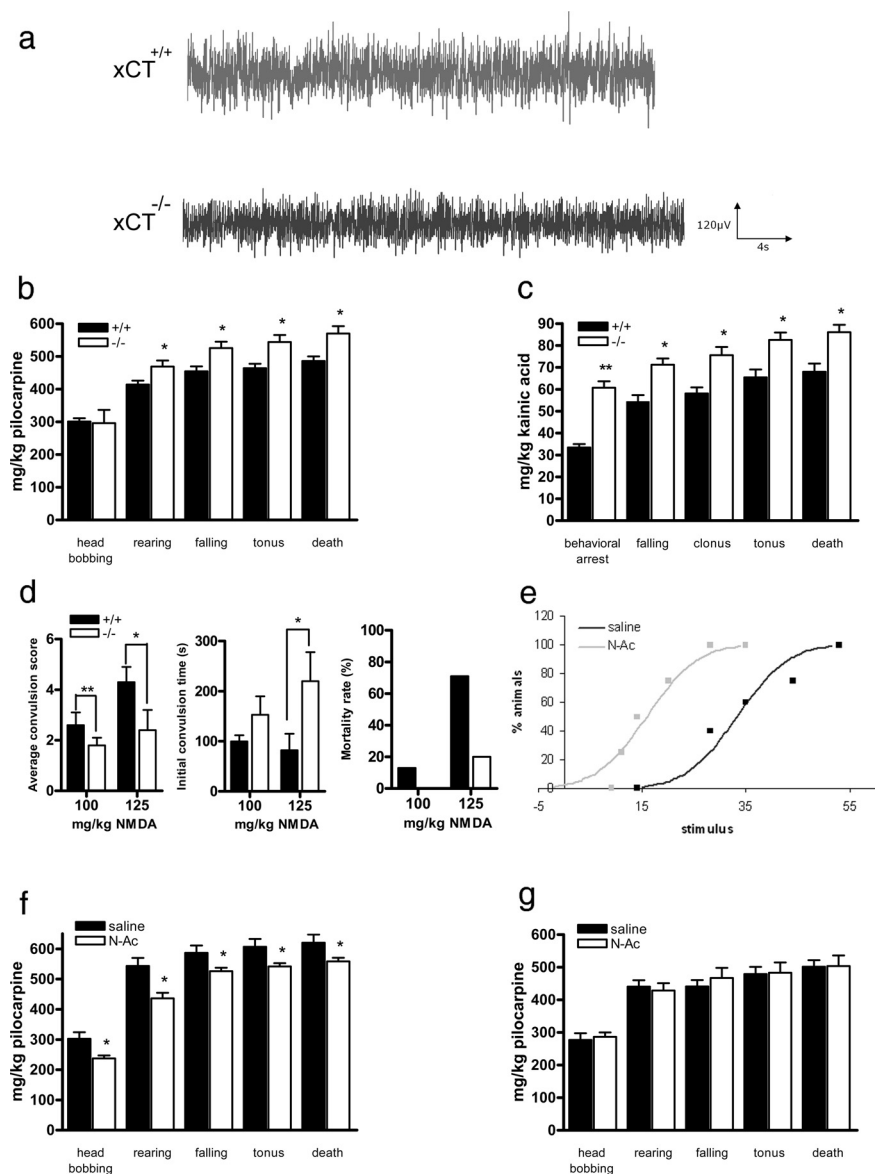 a
xCT+/+
xCT-/-
120µV
4s
b
+/+
-/-
mg/kg pilocarpine
600
500
400
300
200
100
0
*
*
*
*
head bobbing
rearing
falling
tonus
death
c
+/+
-/-
mg/kg kainic acid
90
80
70
60
50
40
30
20
10
0
**
*
*
*
*
behavioral arrest
falling
clonus
tonus
death
d
+/+
-/-
Average convulsion score
6
4
2
0
**
*
100
125
mg/kg NMDA
Initial convulsion time (s)
300
200
100
0
*
100
125
mg/kg NMDA
Mortality rate (%)
100
80
60
40
20
0
100
125
mg/kg NMDA
e
saline
N-Ac
% animals
120
100
80
60
40
20
0
-5
15
35
55
stimulus
f
saline
N-Ac
mg/kg pilocarpine
600
500
400
300
200
100
0
*
*
*
*
*
head bobbing
rearing
falling
tonus
death
g
saline
N-Ac
mg/kg pilocarpine
600
500
400
300
200
100
0
head bobbing
rearing
falling
tonus
death